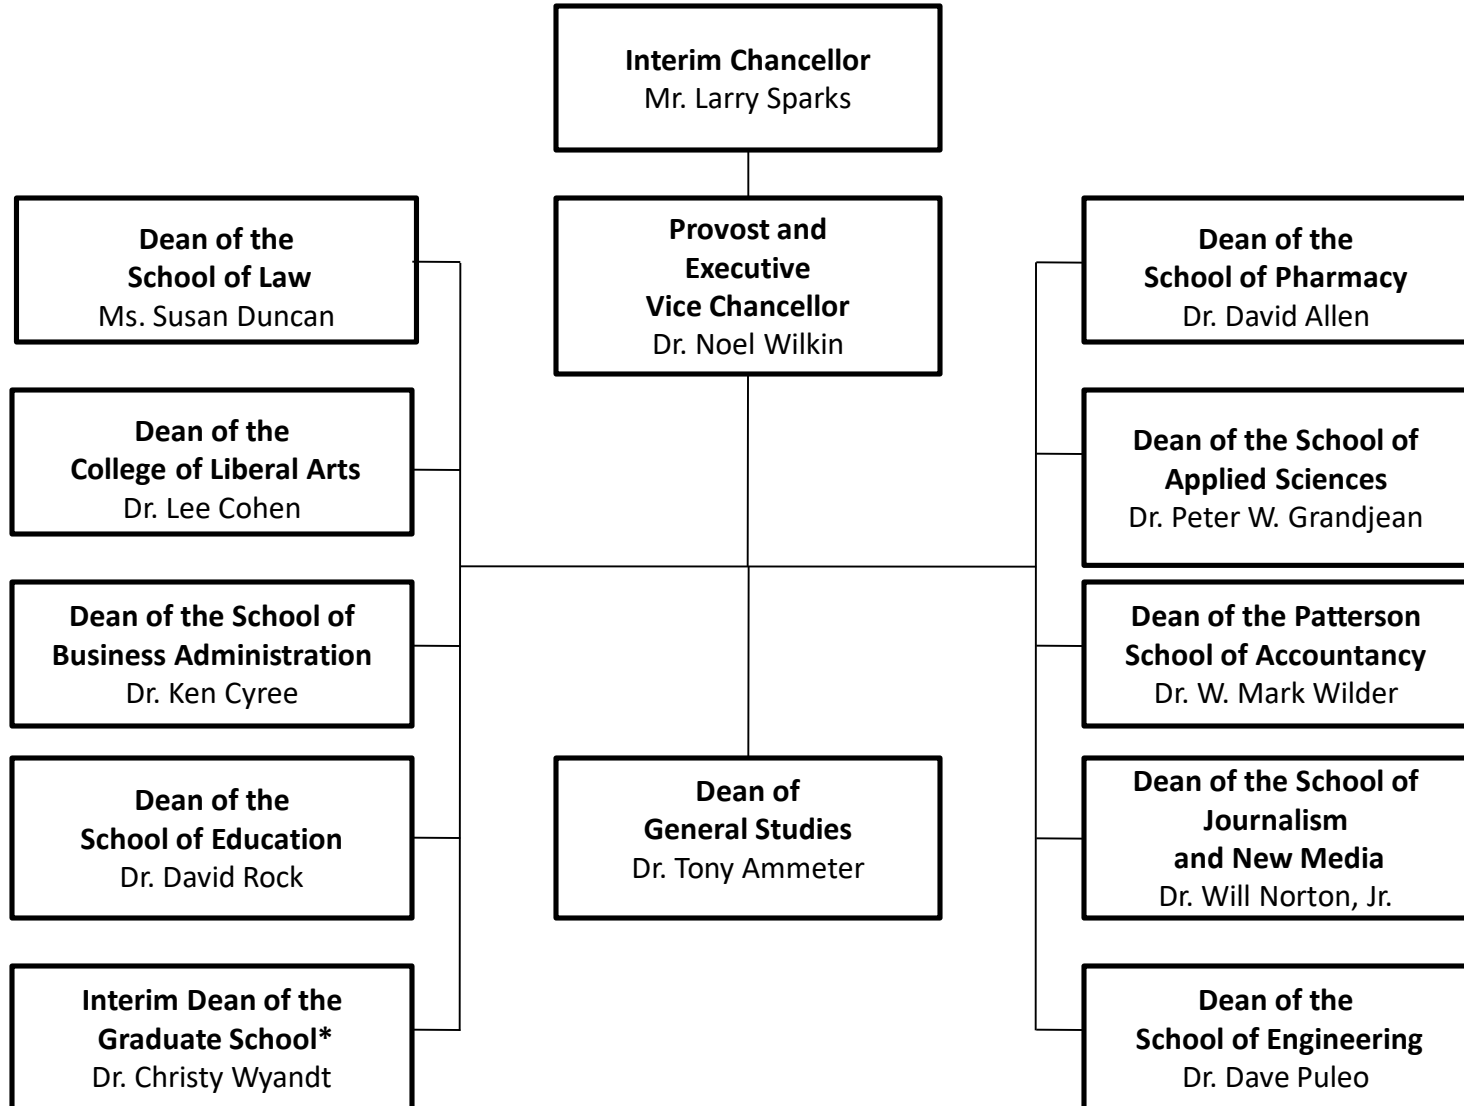 Interim Chancellor
Mr. Larry Sparks
Dean of the
School of Law
Ms. Susan Duncan
Provost and
Executive
Vice Chancellor
Dr. Noel Wilkin
Dean of the
School of Pharmacy
Dr. David Allen
Dean of the
College of Liberal Arts
Dr. Lee Cohen
Dean of the School of
Applied Sciences
Dr. Peter W. Grandjean
Dean of the School of
Business Administration
Dr. Ken Cyree
Dean of the Patterson
School of Accountancy
Dr. W. Mark Wilder
Dean of the
School of Education
Dr. David Rock
Dean of
General Studies
Dr. Tony Ammeter
Dean of the School of
Journalism
and New Media
Dr. Will Norton, Jr.
Interim Dean of the
Graduate School*
Dr. Christy Wyandt
Dean of the
School of Engineering
Dr. Dave Puleo